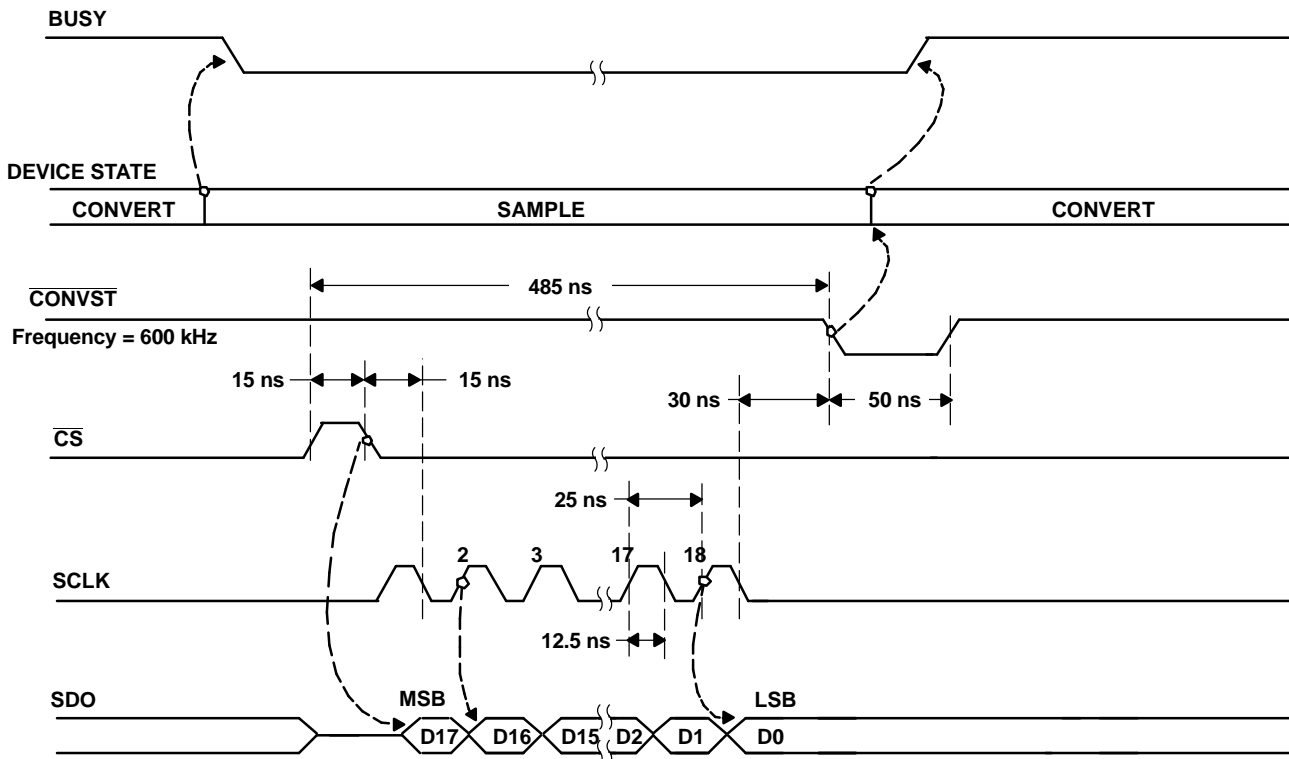 BUSY
DEVICE STATE
CONVERT SAMPLE CONVERT
485 ns
CONVST
Frequency = 600 kHz
15 ns 15 ns 30 ns 50 ns
CS
25 ns
2 3 17 18
SCLK
12.5 ns
SDO MSB LSB
D17 D16 D15 D2 D1 D0